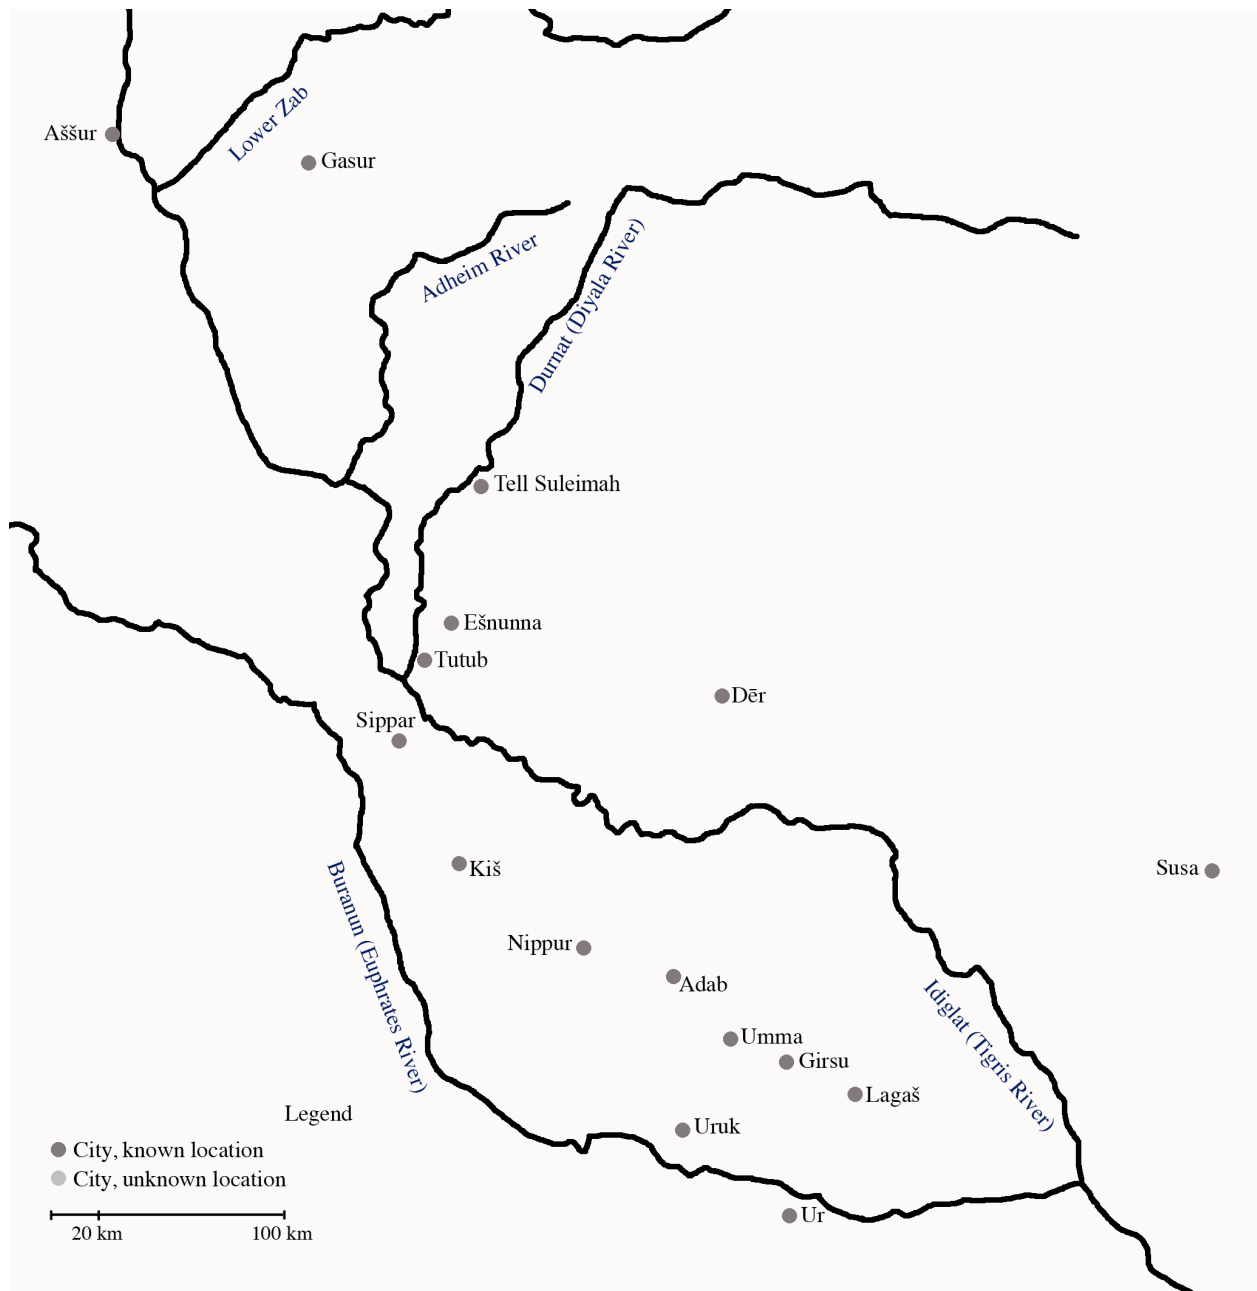 Lower Zab
Aššur
Gasur
Adheim River
Durnat (Diyala River)
Tell Suleimah
Ešnunna
Tutub
Dēr
Sippar
Kiš
Susa
Buranun (Euphrates River)
Nippur
Adab
Idiglat (Tigris River)
Umma
Girsu
Lagaš
Uruk
Ur
Legend
City, known location
City, unknown location
20 km 100 km